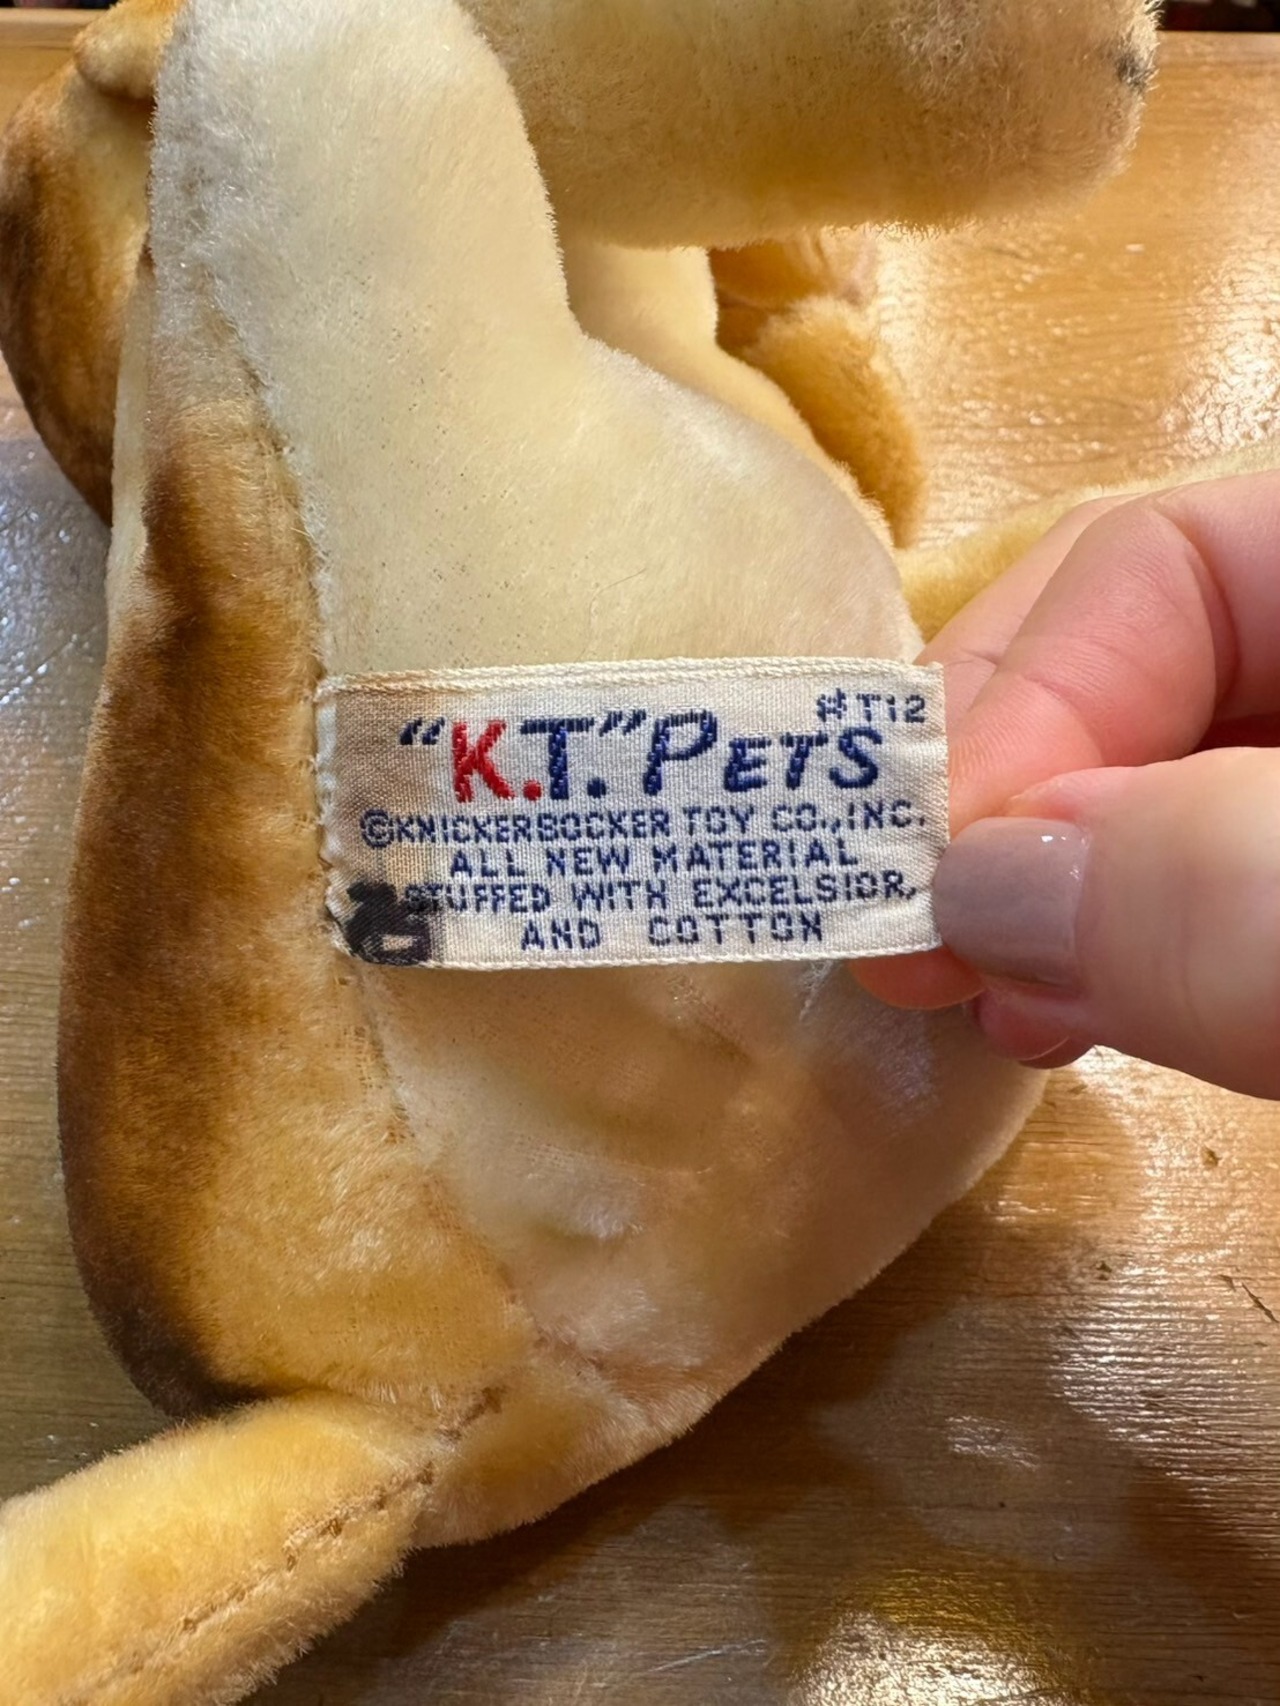 #T12
"K.T." PETS
©KNICKERBOCKER TOY CO., INC.
ALL NEW MATERIAL
STUFFED WITH EXCELSIOR,
AND COTTON